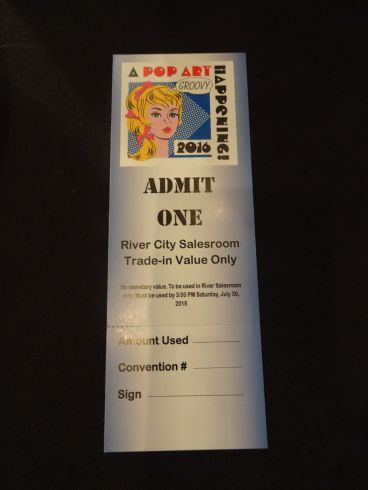 A POP ART
HAPPENING!
GROOVY
2016
ADMIT
ONE
River City Salesroom
Trade-in Value Only
No monetary value. To be used in River Salesroom
only. Must be used by 3:00 PM Saturday, July 30,
2016
Amount Used
Convention #
Sign